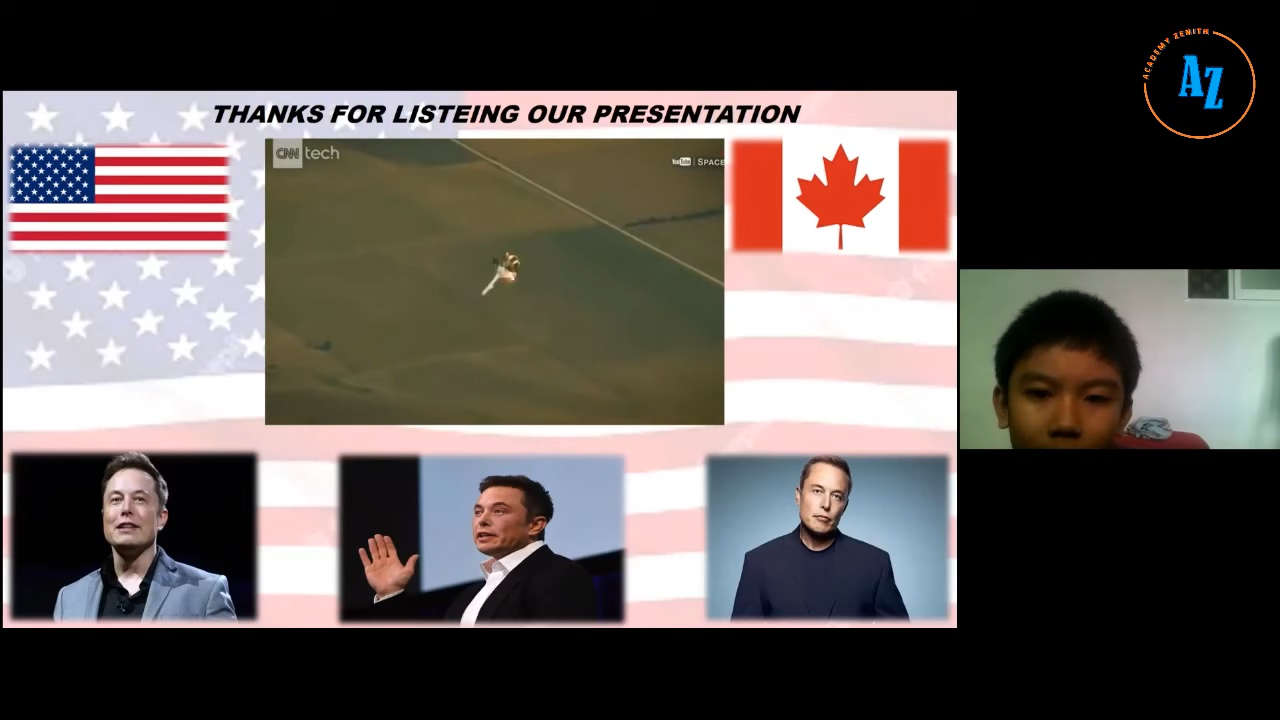 ACADEMY ZENITH
AZ
THANKS FOR LISTEING OUR PRESENTATION
CNN tech
YouTube | SPACE